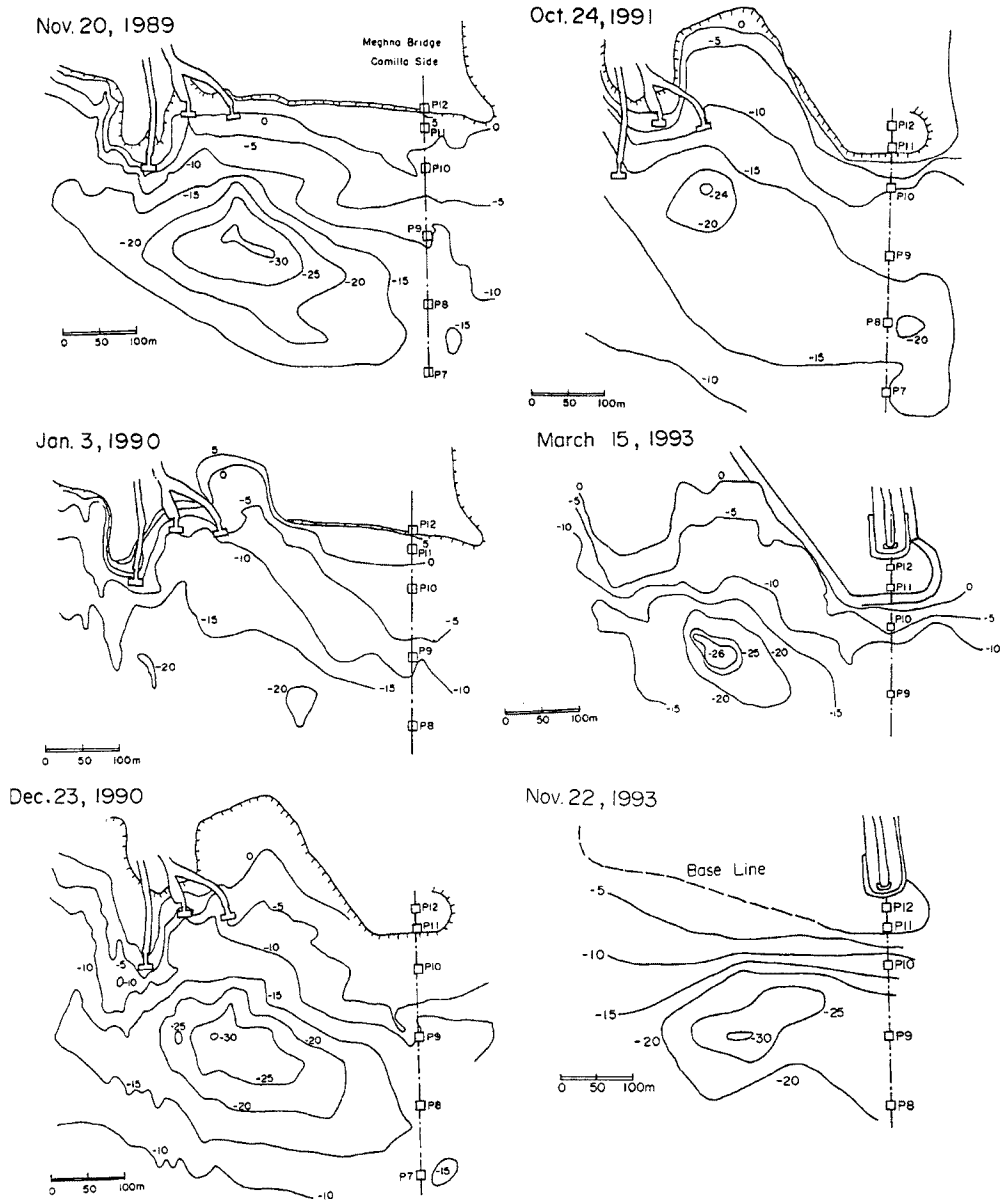 Nov. 20, 1989
Meghna Bridge
Comilla Side
P12
5
P11
0
0
-5
-10
P10
-15
-5
P9
-20
-30
-25
-20
-15
-10
P8
-15
0 50 100m
P7
Oct. 24, 1991
0
-5
-10
P12
P11
-15
P10
-24
-20
P9
P8
-20
-15
-10
P7
0 50 100m
Jan. 3, 1990
5
0
-5
P12
5
P11
0
-10
P10
-15
-5
P9
-20
-20
-15
-10
P8
0 50 100m
March 15, 1993
0
0
-5
-5
-10
P12
-10
P11
0
P10
-5
-26
-25
-20
-10
P9
-15
-20
-15
0 50 100m
Dec. 23, 1990
0
P12
-5
P11
-10
-5
-10
-10
P10
-15
-25
-30
-20
P9
-25
-15
-20
P8
-10
P7
-15
-10
0 50 100m
Nov. 22, 1993
Base Line
-5
P12
P11
-10
P10
-15
-25
-20
-30
P9
-20
0 50 100m
P8